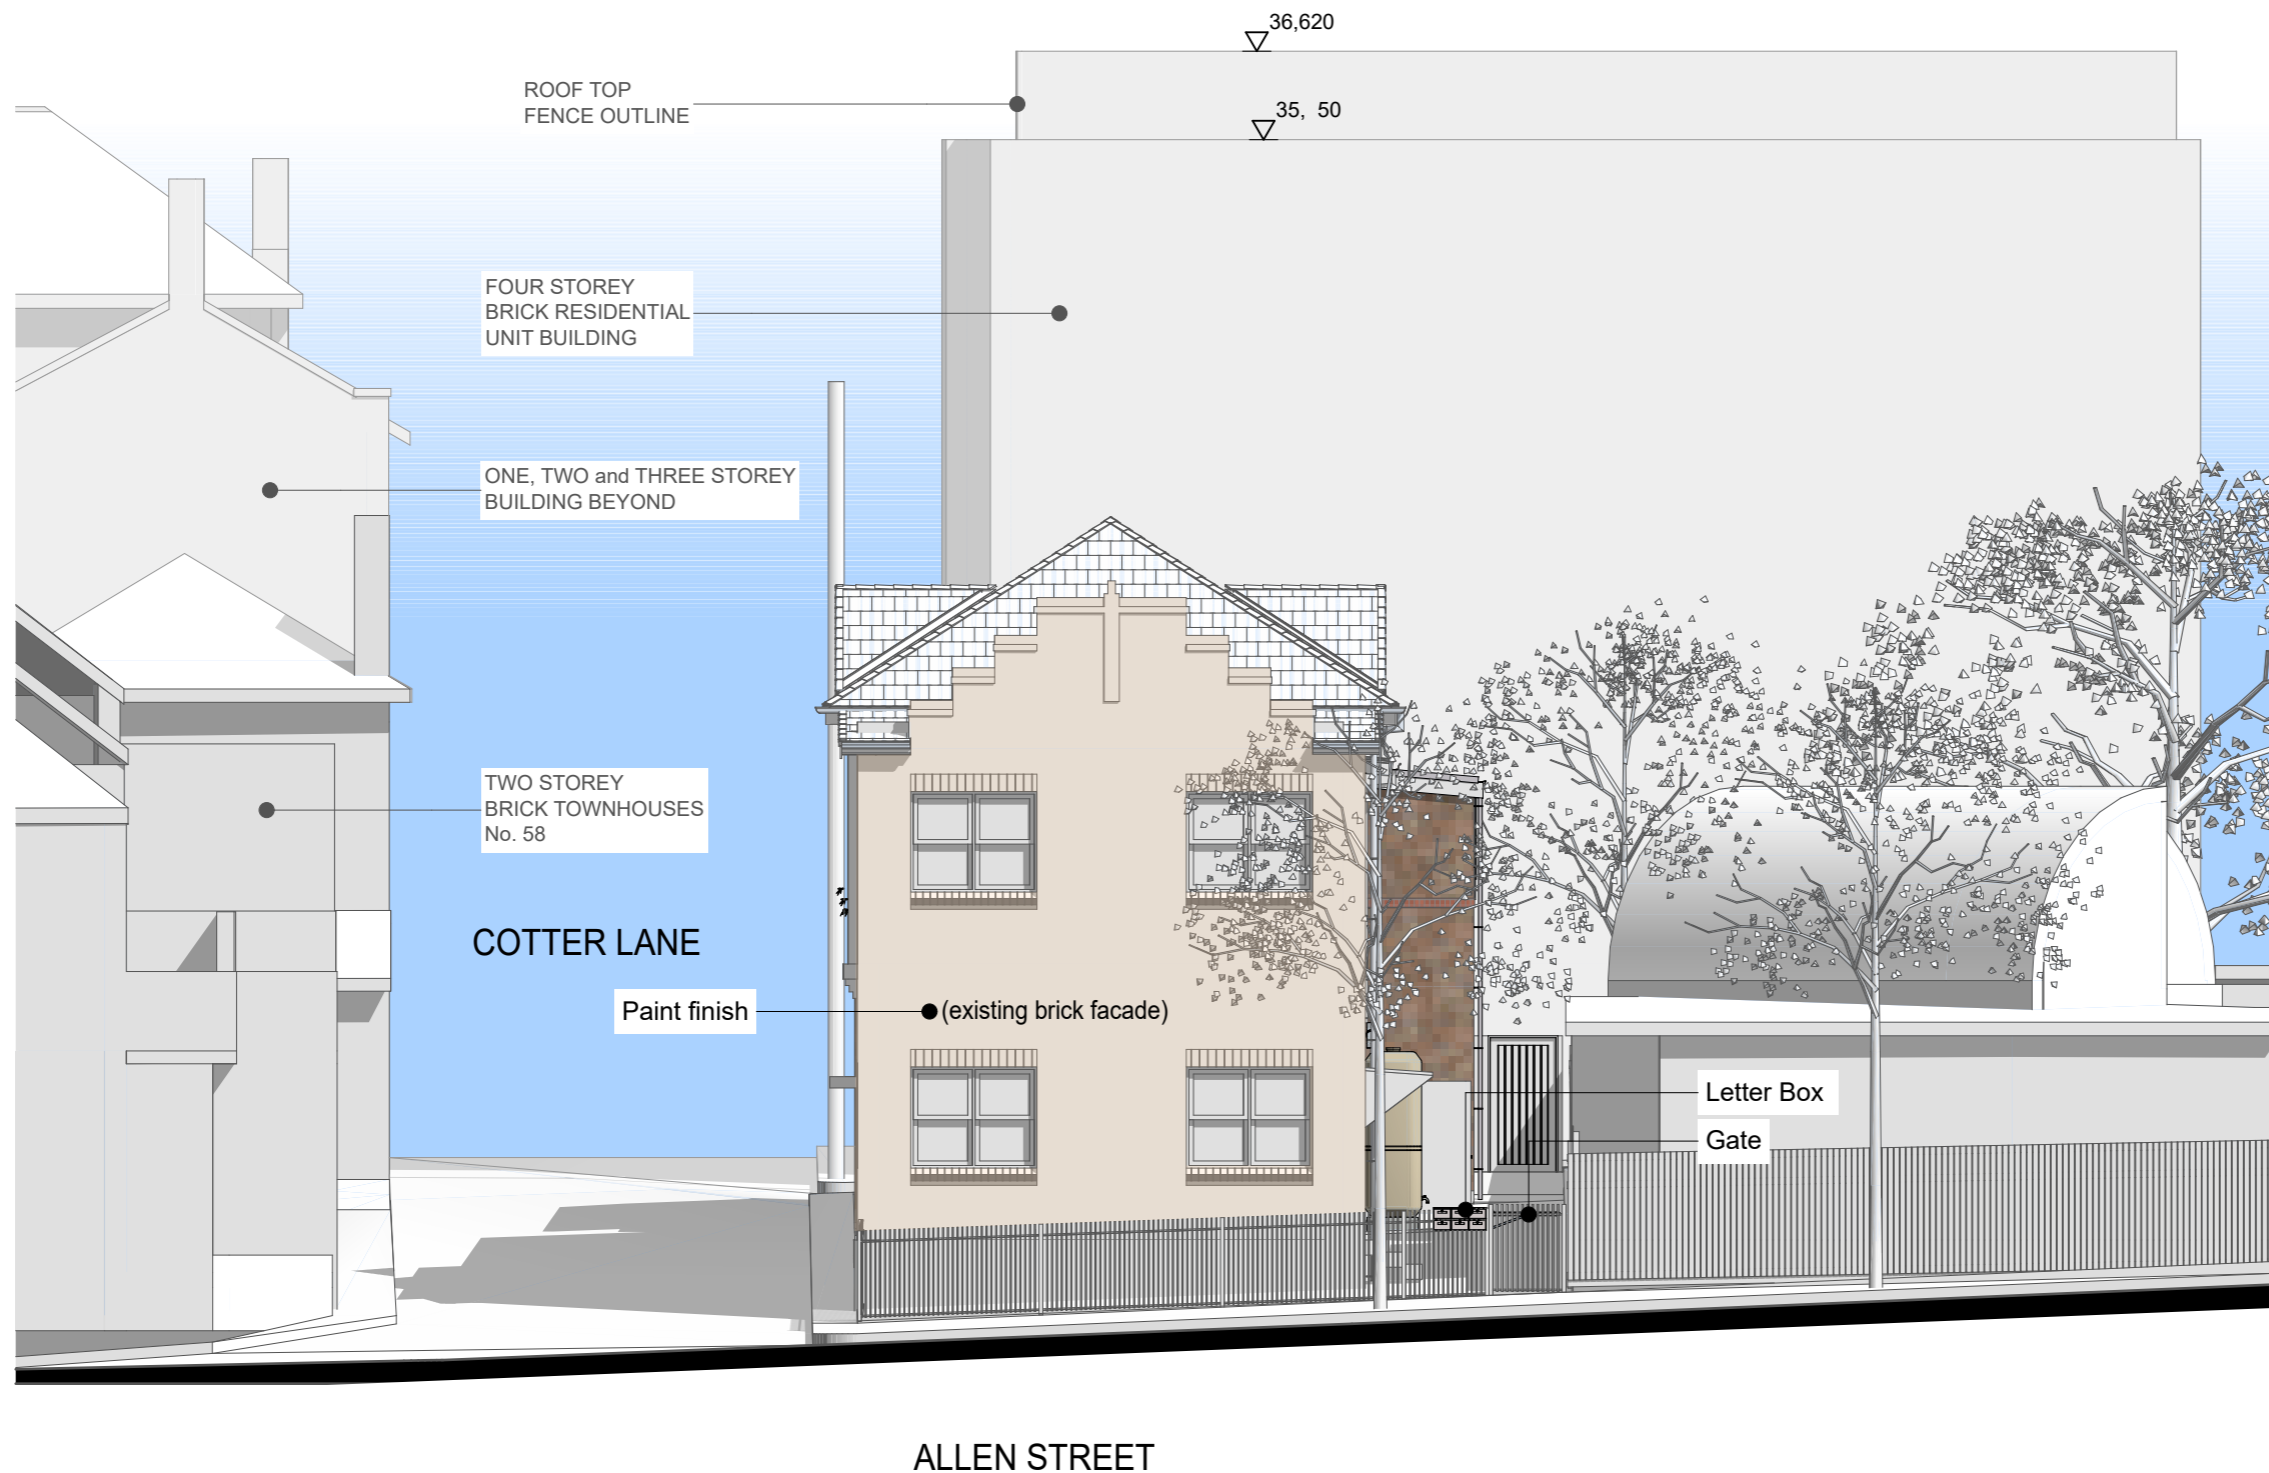 36,620
ROOF TOP
FENCE OUTLINE
35, 50
FOUR STOREY
BRICK RESIDENTIAL
UNIT BUILDING
ONE, TWO and THREE STOREY
BUILDING BEYOND
TWO STOREY
BRICK TOWNHOUSES
No. 58
COTTER LANE
Paint finish
(existing brick facade)
Letter Box
Gate
ALLEN STREET